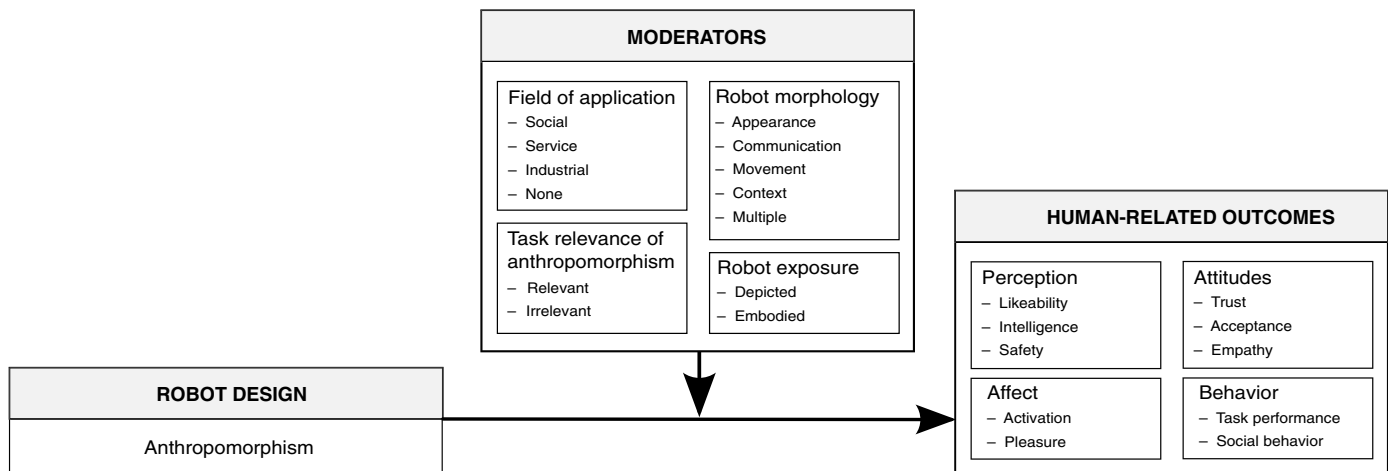 MODERATORS
Field of application
– Social
– Service
– Industrial
– None
Task relevance of
anthropomorphism
– Relevant
– Irrelevant
Robot morphology
– Appearance
– Communication
– Movement
– Context
– Multiple
Robot exposure
– Depicted
– Embodied
ROBOT DESIGN
Anthropomorphism
HUMAN-RELATED OUTCOMES
Perception
– Likeability
– Intelligence
– Safety
Attitudes
– Trust
– Acceptance
– Empathy
Affect
– Activation
– Pleasure
Behavior
– Task performance
– Social behavior